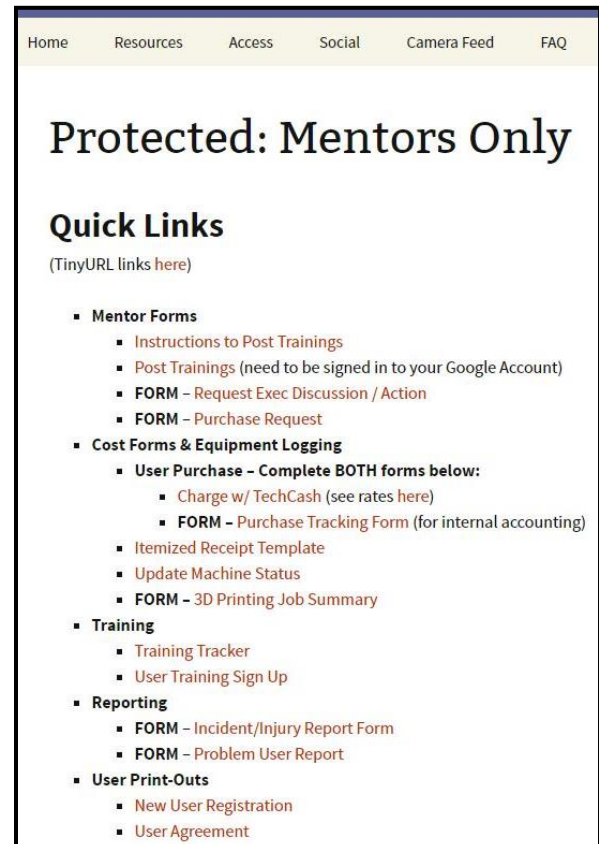 Home Resources Access Social Camera Feed FAQ
Protected: Mentors Only
Quick Links
(TinyURL links here)
Mentor Forms
Instructions to Post Trainings
Post Trainings (need to be signed in to your Google Account)
FORM – Request Exec Discussion / Action
FORM – Purchase Request
Cost Forms & Equipment Logging
User Purchase – Complete BOTH forms below:
Charge w/ TechCash (see rates here)
FORM – Purchase Tracking Form (for internal accounting)
Itemized Receipt Template
Update Machine Status
FORM – 3D Printing Job Summary
Training
Training Tracker
User Training Sign Up
Reporting
FORM – Incident/Injury Report Form
FORM – Problem User Report
User Print-Outs
New User Registration
User Agreement